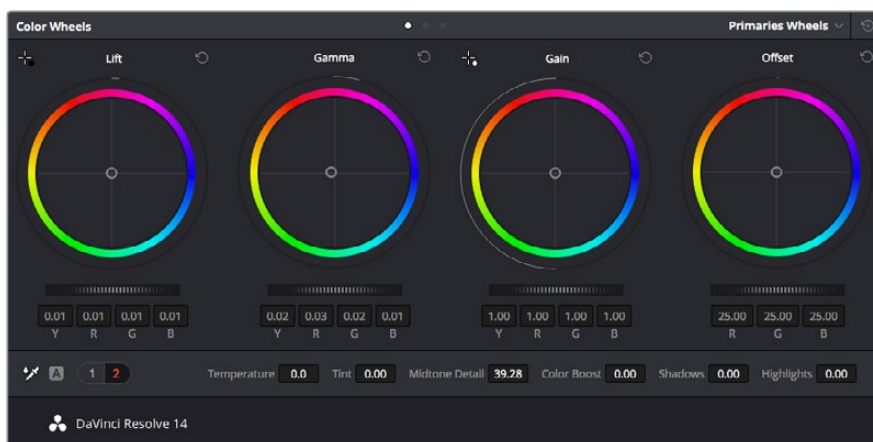 Color Wheels Primaries Wheels
Lift Gamma Gain Offset
0.01 0.01 0.01 0.01 0.02 0.03 0.02 0.01 1.00 1.00 1.00 1.00 25.00 25.00 25.00
Y R G B Y R G B Y R G B R G B
A 1 2 Temperature 0.0 Tint 0.00 Midtone Detail 39.28 Color Boost 0.00 Shadows 0.00 Highlights 0.00
DaVinci Resolve 14